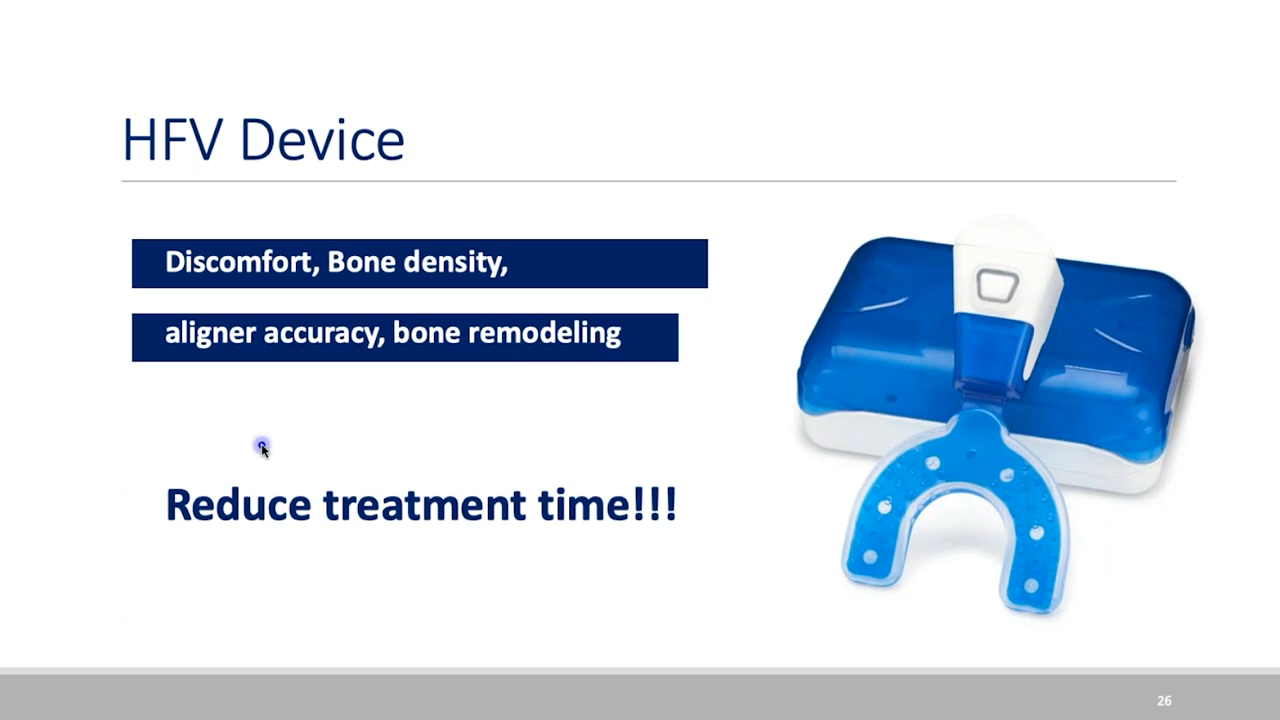 HFV Device
Discomfort, Bone density,
aligner accuracy, bone remodeling
Reduce treatment time!!!
26